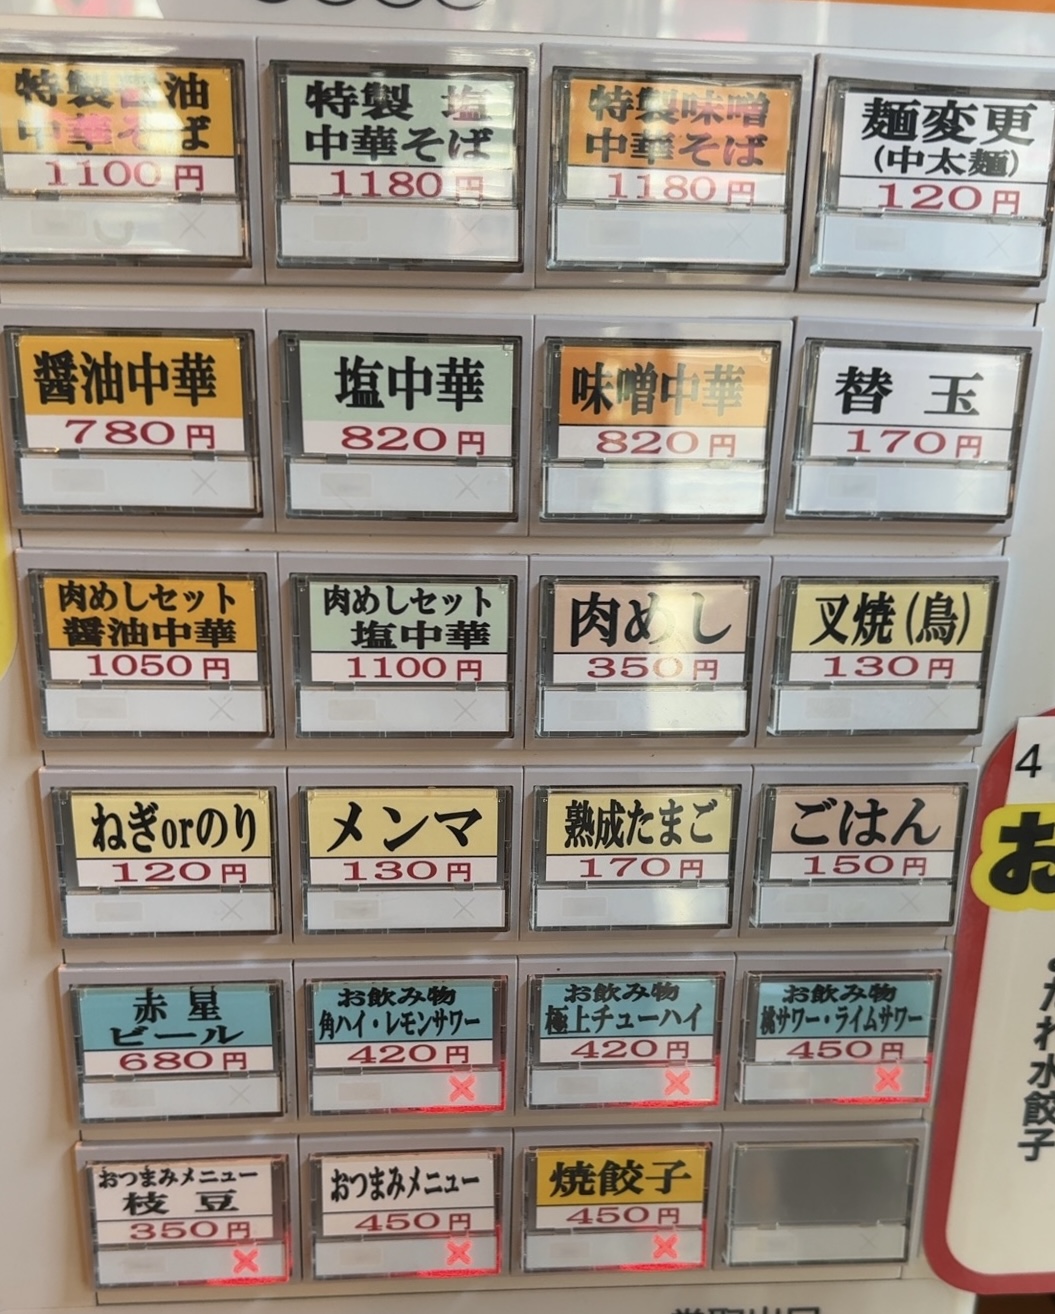 特製醤油
中華そば
1100円
特製 塩
中華そば
1180円
特製味噌
中華そば
1180円
麺変更
(中太麺)
120円
醤油中華
780円
塩中華
820円
味噌中華
820円
替玉
170円
肉めしセット
醤油中華
1050円
肉めしセット
塩中華
1100円
肉めし
350円
叉焼(鳥)
130円
ねぎorのり
120円
メンマ
130円
熟成たまご
170円
ごはん
150円
赤星
ビール
680円
お飲み物
角ハイ・レモンサワー
420円
お飲み物
極上チューハイ
420円
お飲み物
桃サワー・ライムサワー
450円
おつまみメニュー
枝豆
350円
おつまみメニュー
450円
焼餃子
450円
4
お
水餃子